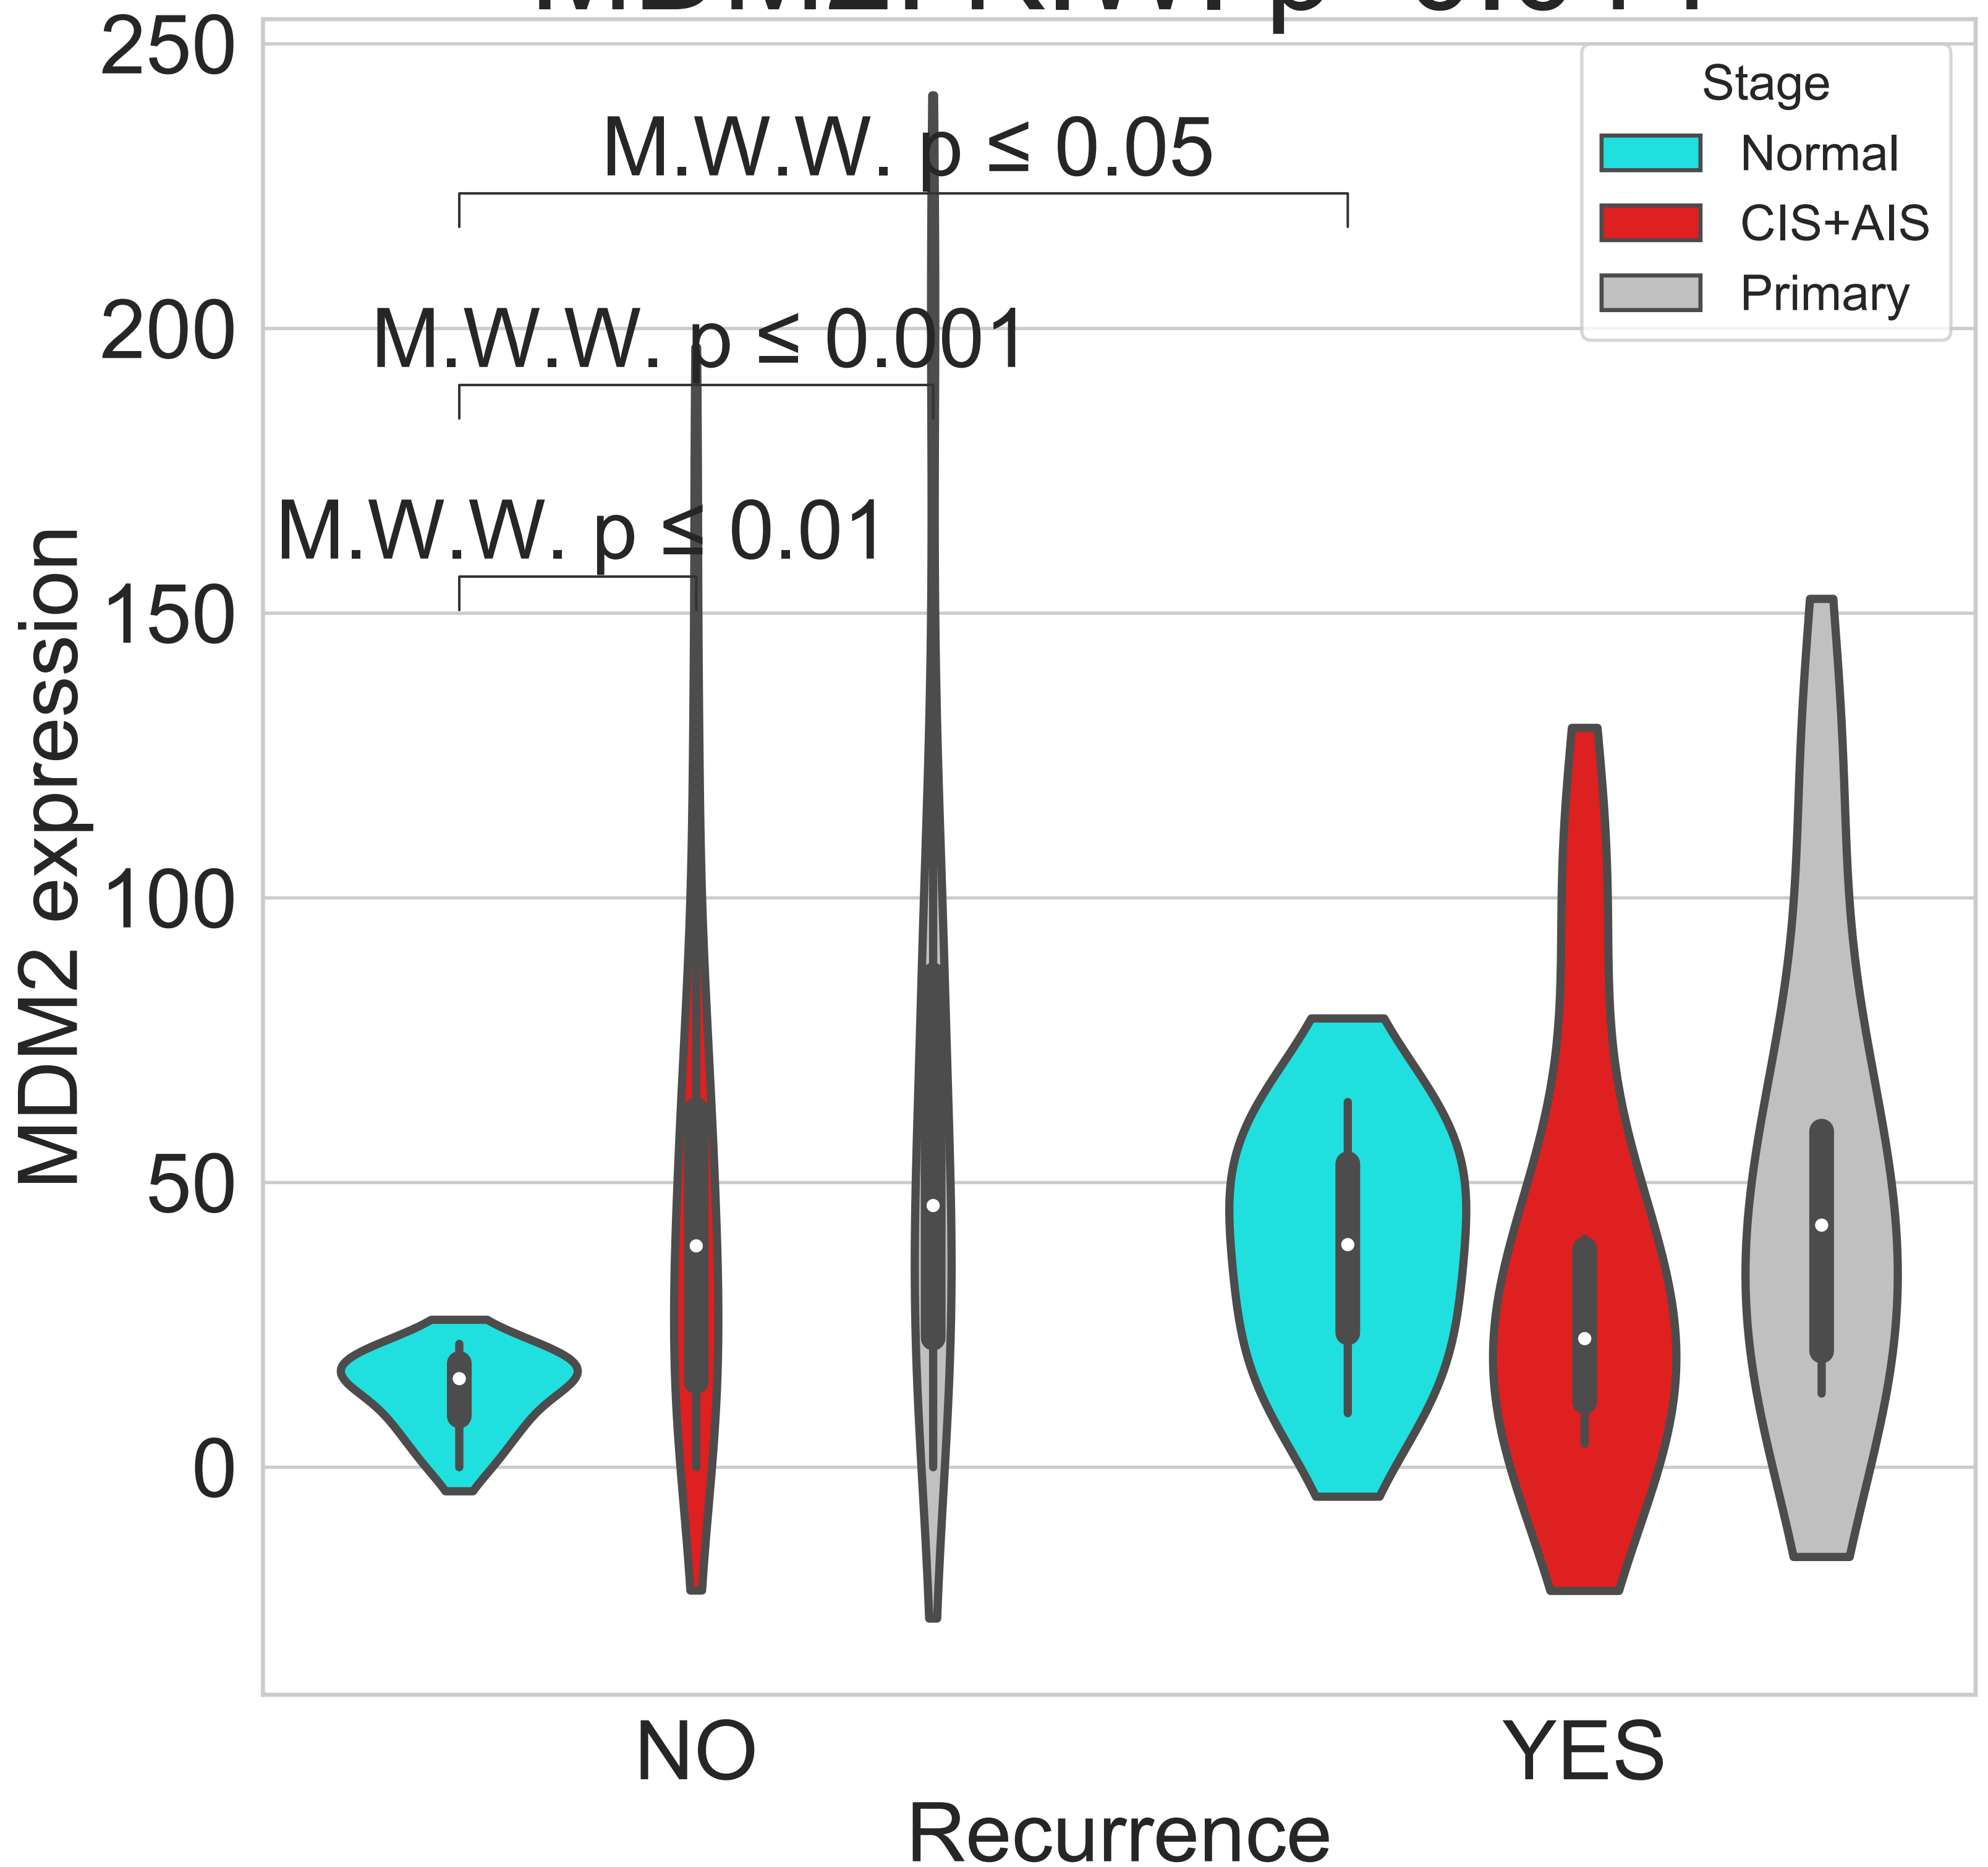 250
200
150
100
50
0
MDM2 expression
M.W.W. p ≤ 0.05
M.W.W. p ≤ 0.001
M.W.W. p ≤ 0.01
Stage
Normal
CIS+AIS
Primary
NO
YES
Recurrence